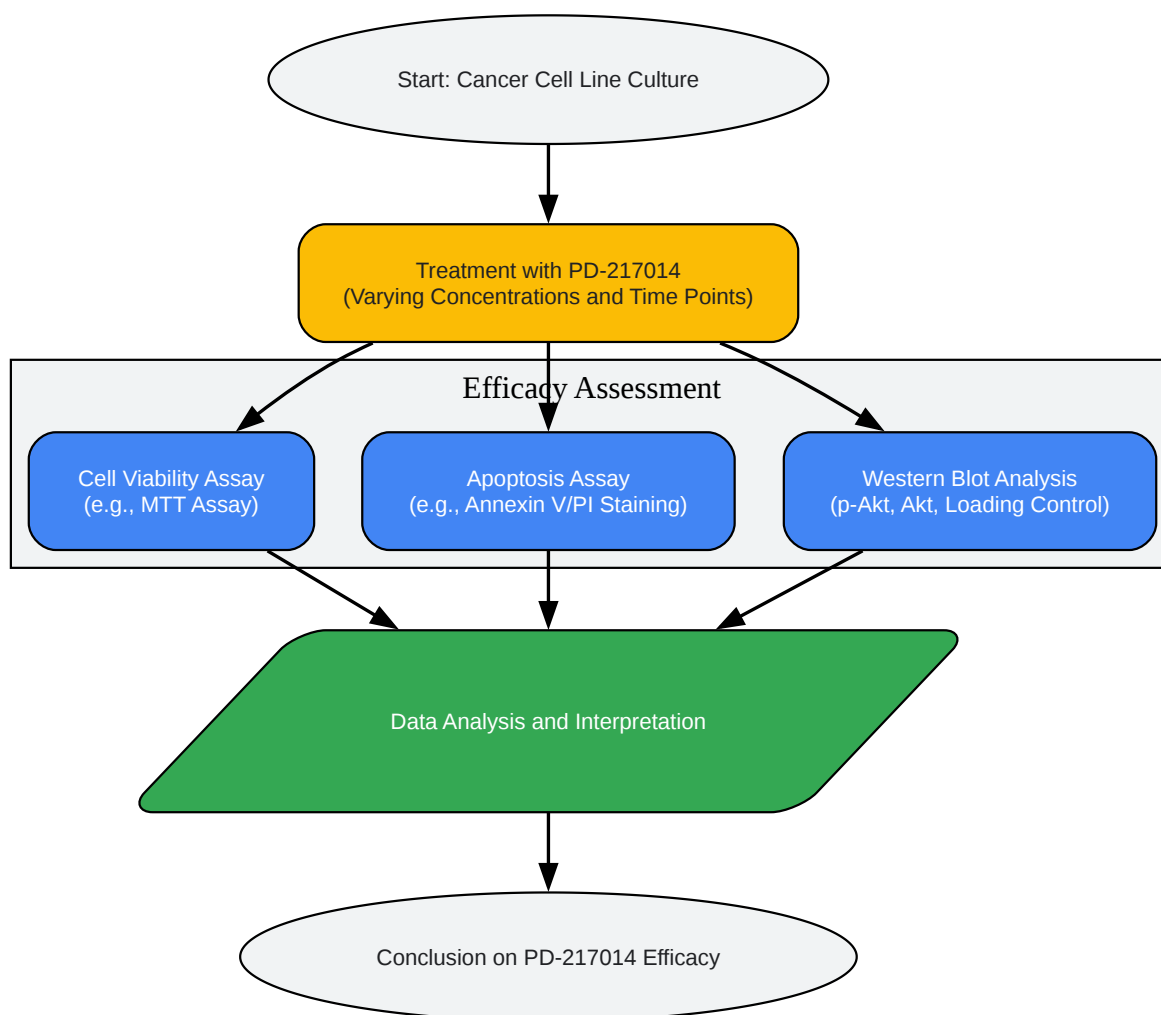 Start: Cancer Cell Line Culture
Treatment with PD-217014
(Varying Concentrations and Time Points)
Efficacy Assessment
Cell Viability Assay
(e.g., MTT Assay)
Apoptosis Assay
(e.g., Annexin V/PI Staining)
Western Blot Analysis
(p-Akt, Akt, Loading Control)
Data Analysis and Interpretation
Conclusion on PD-217014 Efficacy